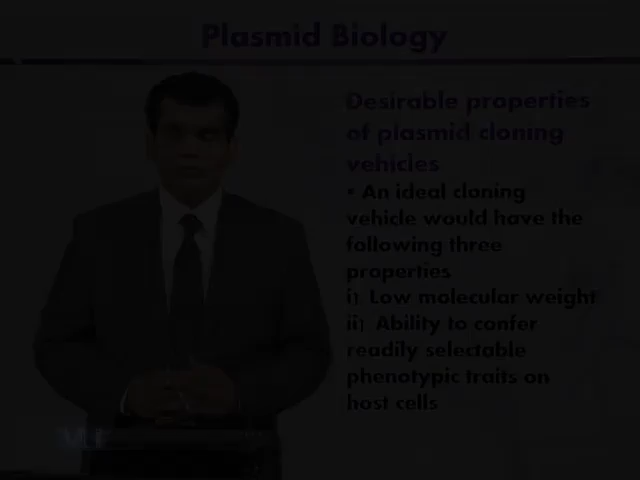 Plasmid Biology
Desirable properties
of plasmid cloning
vehicles
• An ideal cloning
vehicle would have the
following three
properties
i) Low molecular weight
ii) Ability to confer
readily selectable
phenotypic traits on
host cells